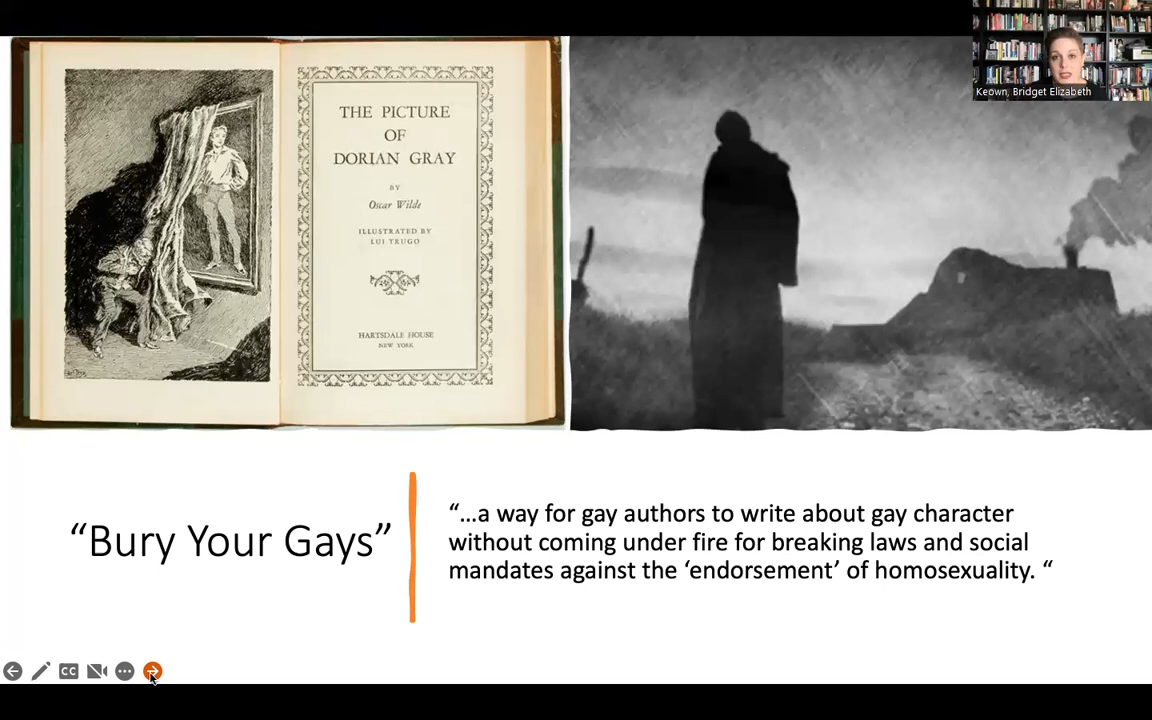 THE PICTURE
OF
DORIAN GRAY
BY
Oscar Wilde
ILLUSTRATED BY
LUI TRUGO
HARTSDALE HOUSE
NEW YORK
Keown, Bridget Elizabeth
“Bury Your Gays”
“…a way for gay authors to write about gay character
without coming under fire for breaking laws and social
mandates against the ‘endorsement’ of homosexuality. “
CC